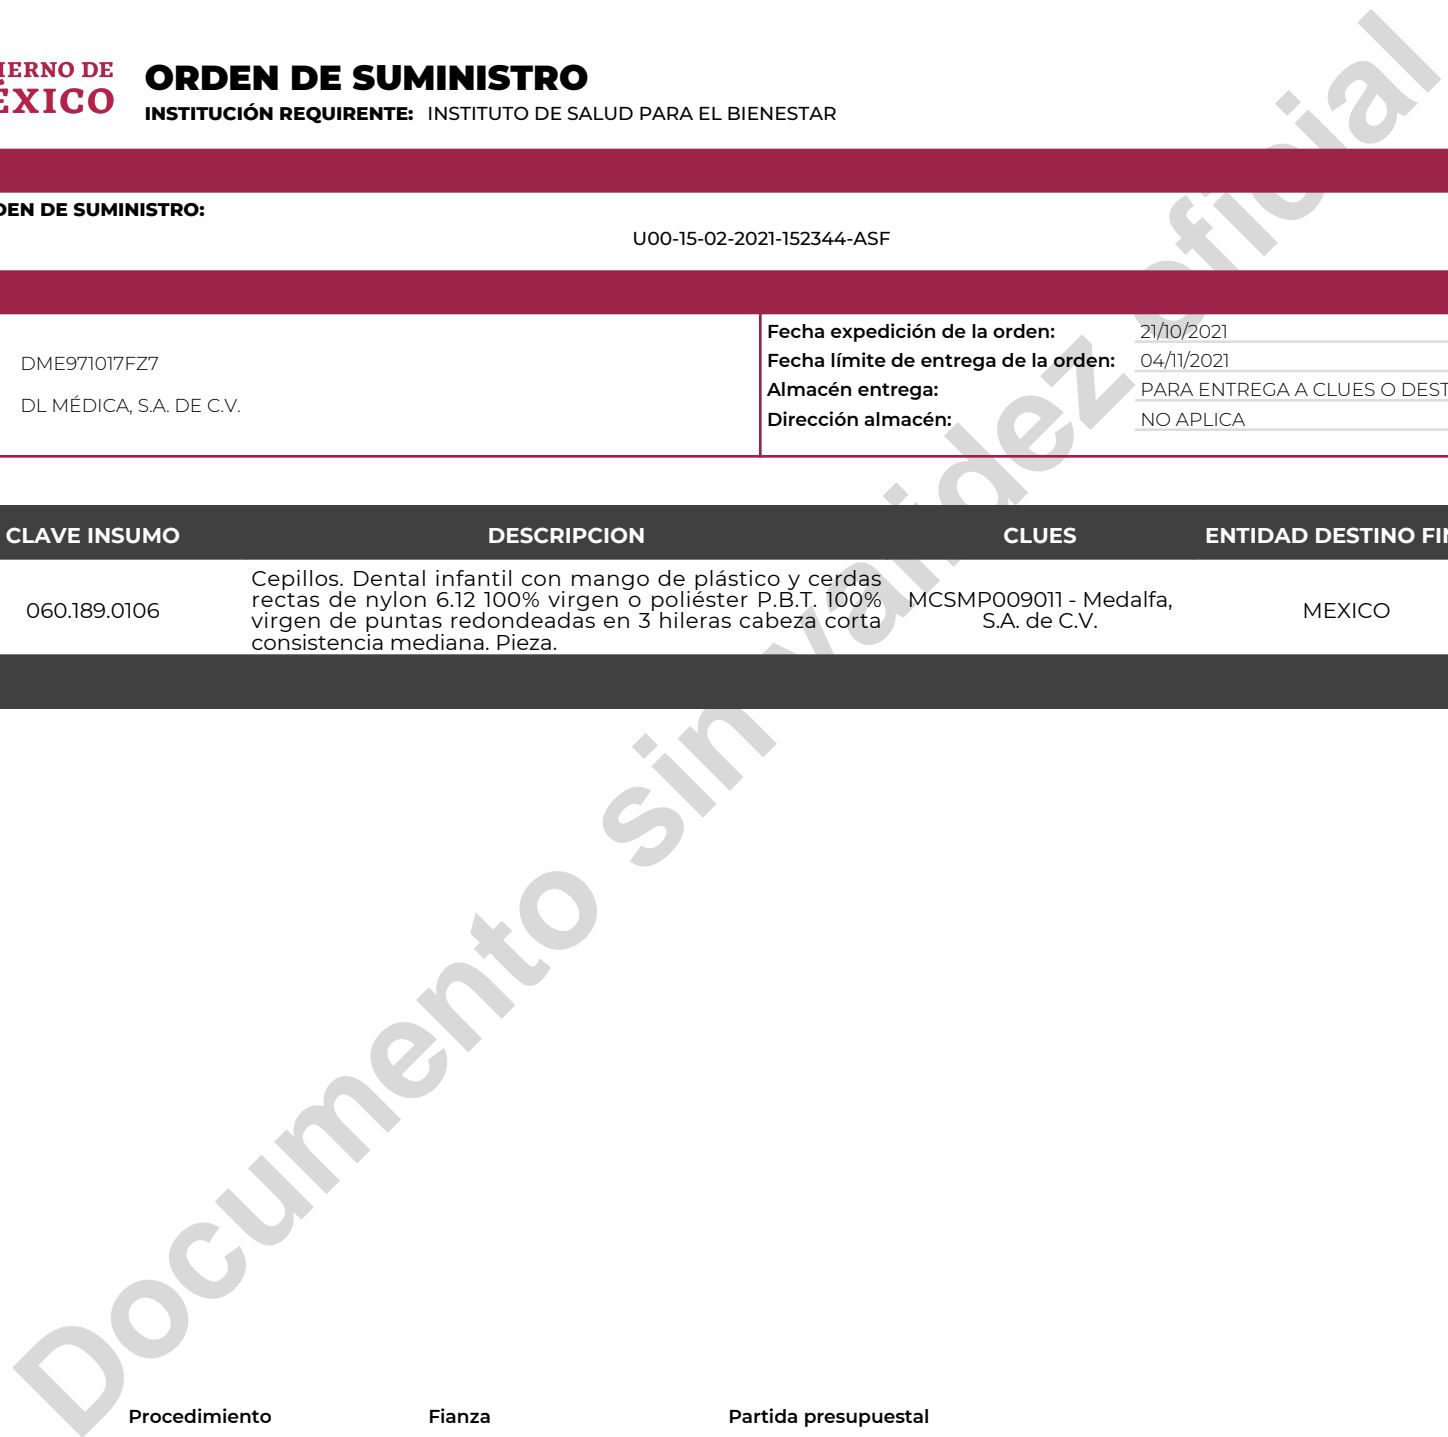 IERNO DE
ÉXICO
ORDEN DE SUMINISTRO
INSTITUCIÓN REQUIRENTE: INSTITUTO DE SALUD PARA EL BIENESTAR
DEN DE SUMINISTRO:
U00-15-02-2021-152344-ASF
DME971017FZ7
DL MÉDICA, S.A. DE C.V.
Fecha expedición de la orden: 21/10/2021
Fecha límite de entrega de la orden: 04/11/2021
Almacén entrega: PARA ENTREGA A CLUES O DEST
Dirección almacén: NO APLICA
CLAVE INSUMO DESCRIPCION CLUES ENTIDAD DESTINO FIN
060.189.0106
Cepillos. Dental infantil con mango de plástico y cerdas
rectas de nylon 6.12 100% virgen o poliéster P.B.T. 100%
virgen de puntas redondeadas en 3 hileras cabeza corta
consistencia mediana. Pieza.
MCSMP009011 - Medalfa,
S.A. de C.V.
MEXICO
Documento sin validez oficial
Procedimiento Fianza Partida presupuestal